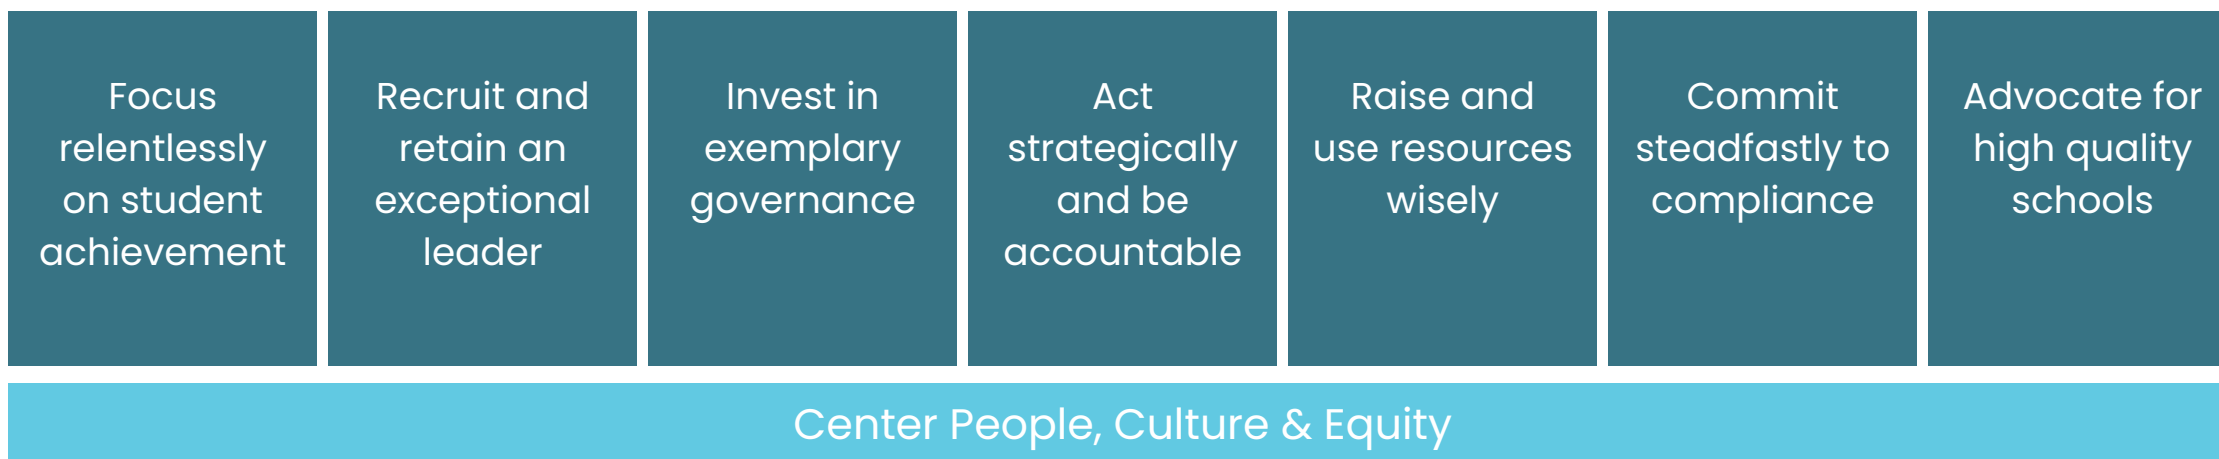 Focus
relentlessly
on student
achievement
Recruit and
retain an
exceptional
leader
Invest in
exemplary
governance
Act
strategically
and be
accountable
Raise and
use resources
wisely
Commit
steadfastly to
compliance
Advocate for
high quality
schools
Center People, Culture & Equity